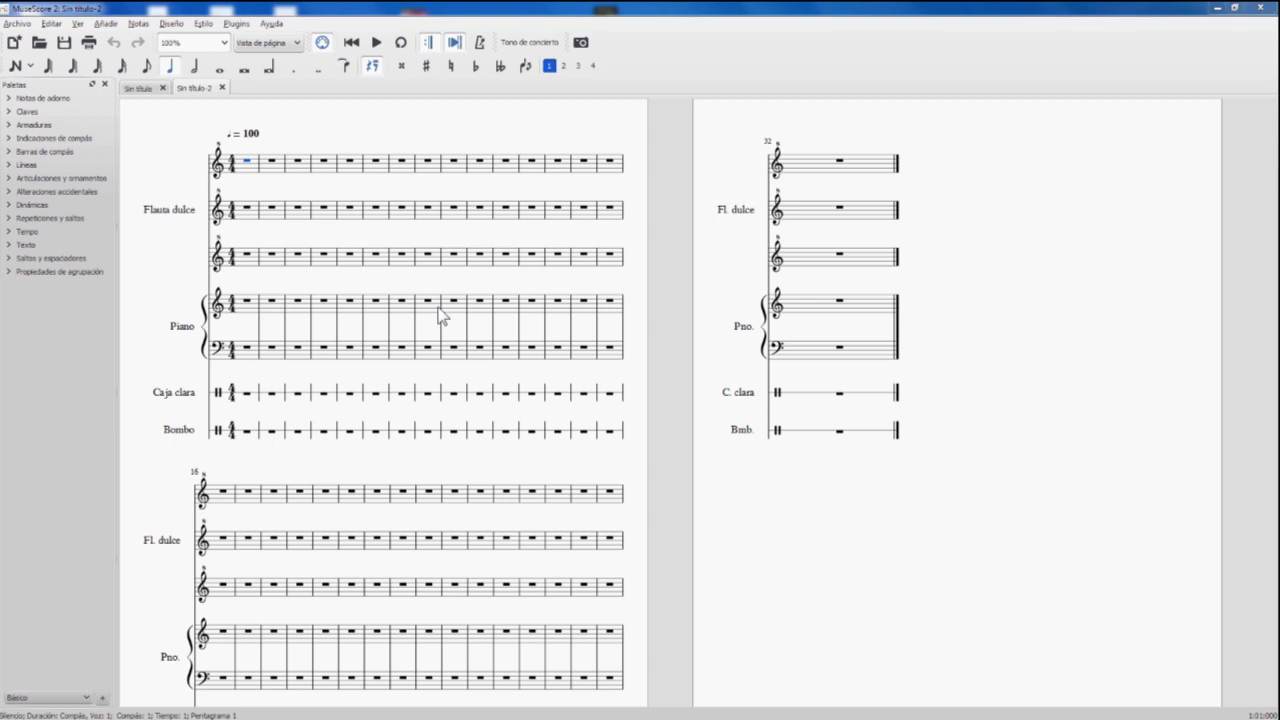 MuseScore 2: Sin título-2
Archivo Editar Ver Añadir Notas Diseño Estilo Plugins Ayuda
100% Vista de página Tono de concierto
1 2 3 4
Paletas
Sin título Sin título-2
Notas de adorno
Claves
Armaduras
Indicaciones de compás
Barras de compás
Líneas
Articulaciones y ornamentos
Alteraciones accidentales
Dinámicas
Repeticiones y saltos
Tempo
Texto
Saltos y espaciadores
Propiedades de agrupación
= 100
Flauta dulce
Piano
Caja clara
Bombo
16
Fl. dulce
Pno.
32
Fl. dulce
Pno.
C. clara
Bmb.
Básico
Silencio; Duración: Compás, Voz: 1; Compás: 1; Tiempo: 1; Pentagrama 1
1:01:000